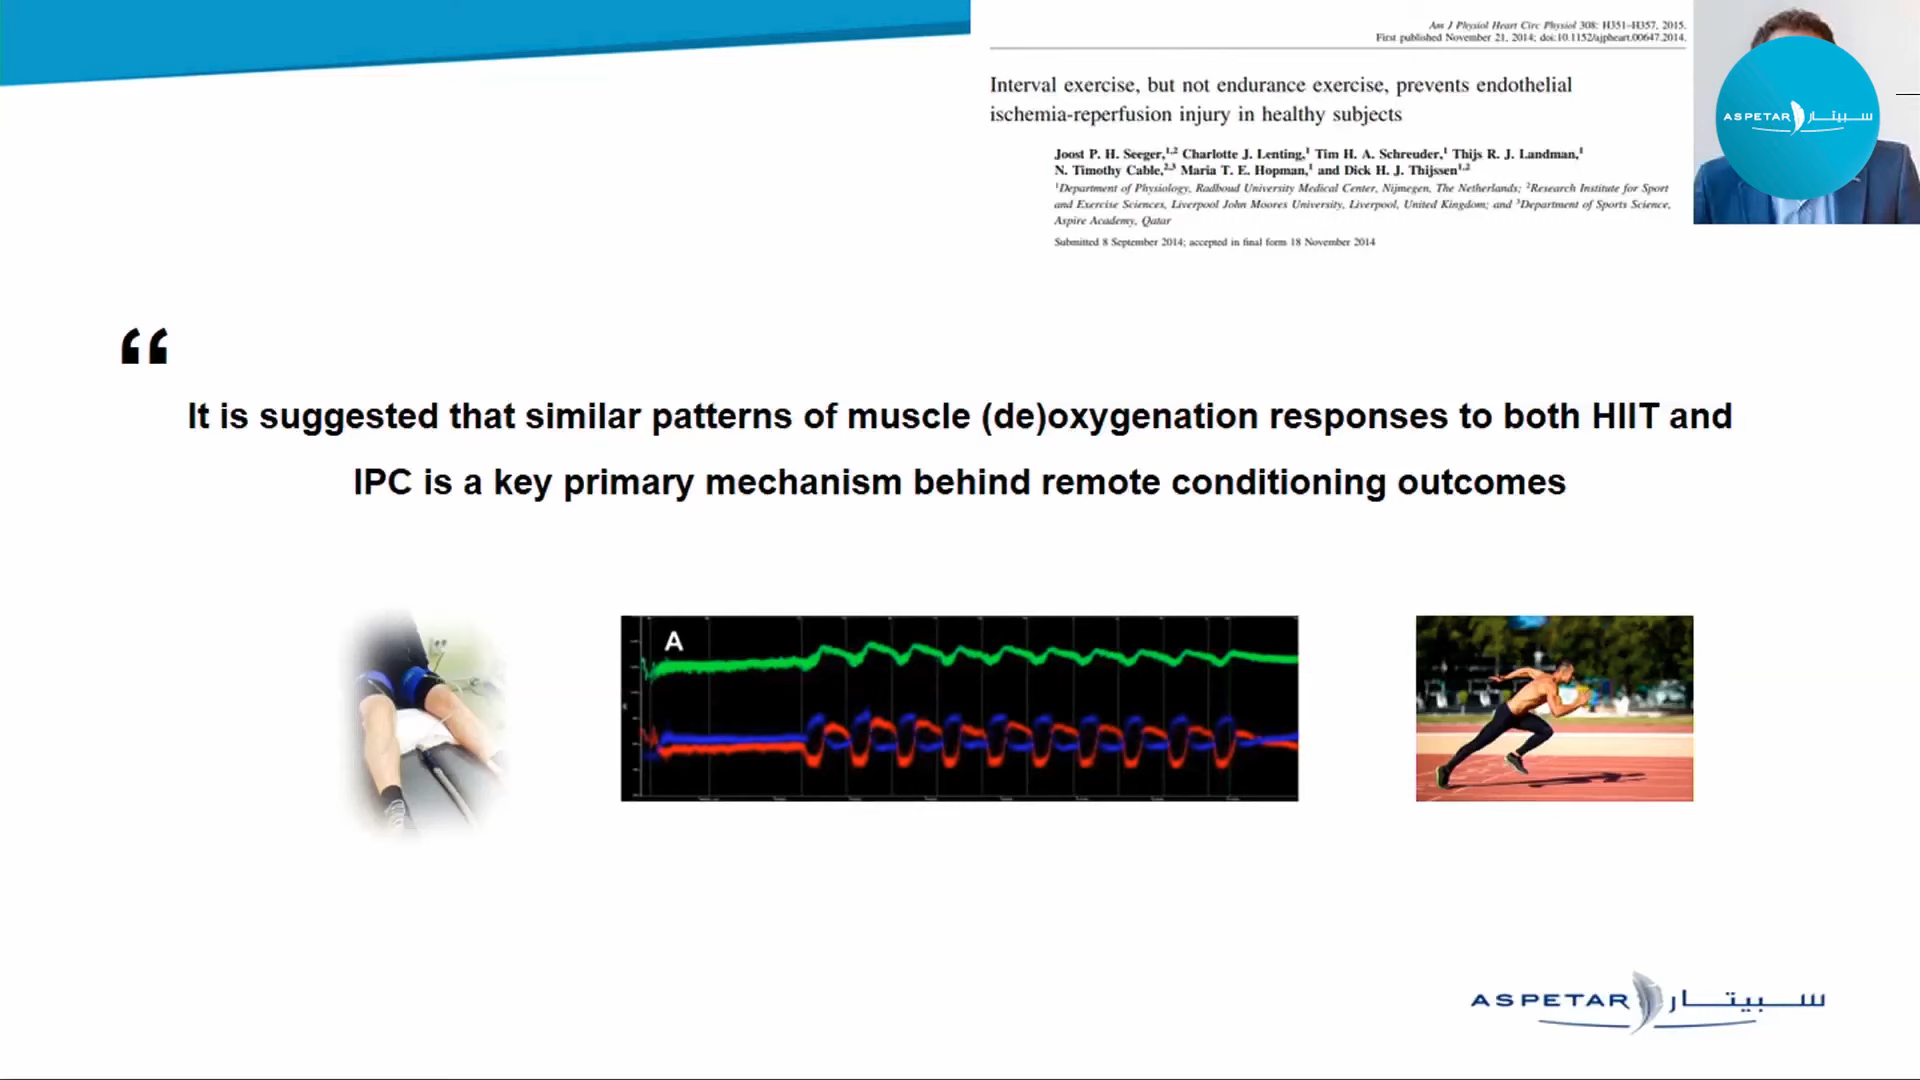 Am J Physiol Heart Circ Physiol 308: H351–H357, 2015.
First published November 21, 2014; doi:10.1152/ajpheart.00647.2014.
Interval exercise, but not endurance exercise, prevents endothelial
ischemia-reperfusion injury in healthy subjects
Joost P. H. Seeger,1,2 Charlotte J. Lenting,1 Tim H. A. Schreuder,1 Thijs R. J. Landman,1
N. Timothy Cable,2,3 Maria T. E. Hopman,1 and Dick H. J. Thijssen1,2
1Department of Physiology, Radboud University Medical Center, Nijmegen, The Netherlands; 2Research Institute for Sport
and Exercise Sciences, Liverpool John Moores University, Liverpool, United Kingdom; and 3Department of Sports Science,
Aspire Academy, Qatar
Submitted 8 September 2014; accepted in final form 18 November 2014
ASPETAR سبيتار
“
It is suggested that similar patterns of muscle (de)oxygenation responses to both HIIT and
IPC is a key primary mechanism behind remote conditioning outcomes
A
ASPETAR سبيتار